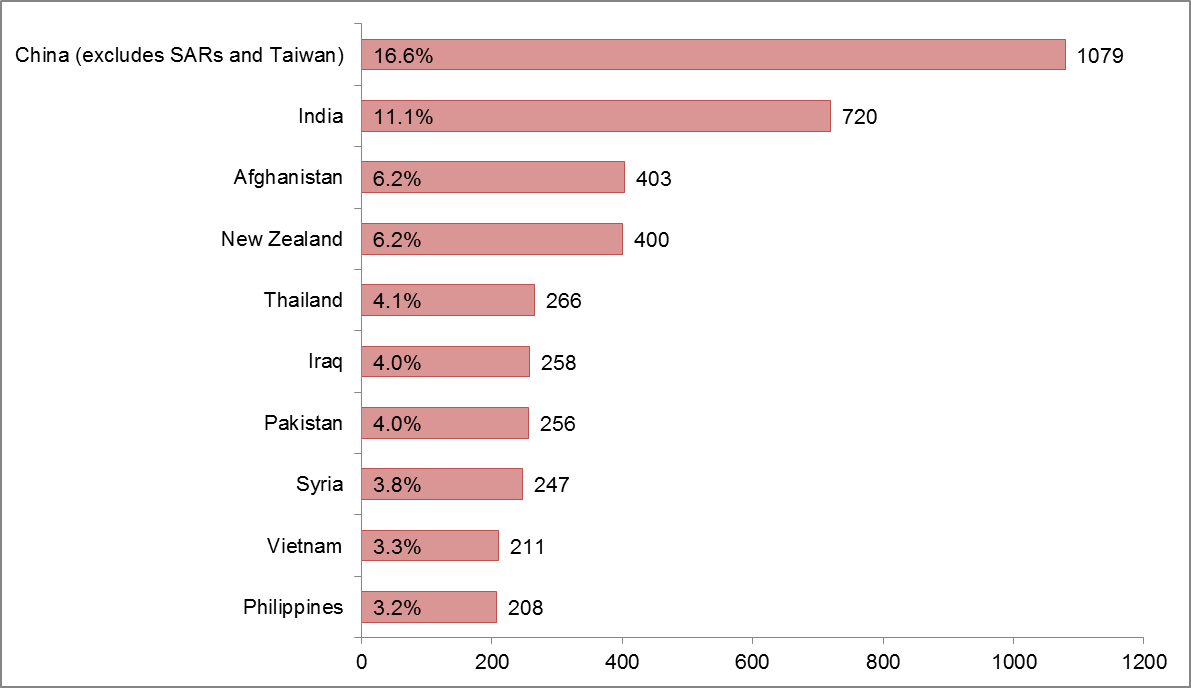 China (excludes SARs and Taiwan) 16.6% 1079
India 11.1% 720
Afghanistan 6.2% 403
New Zealand 6.2% 400
Thailand 4.1% 266
Iraq 4.0% 258
Pakistan 4.0% 256
Syria 3.8% 247
Vietnam 3.3% 211
Philippines 3.2% 208
0 200 400 600 800 1000 1200